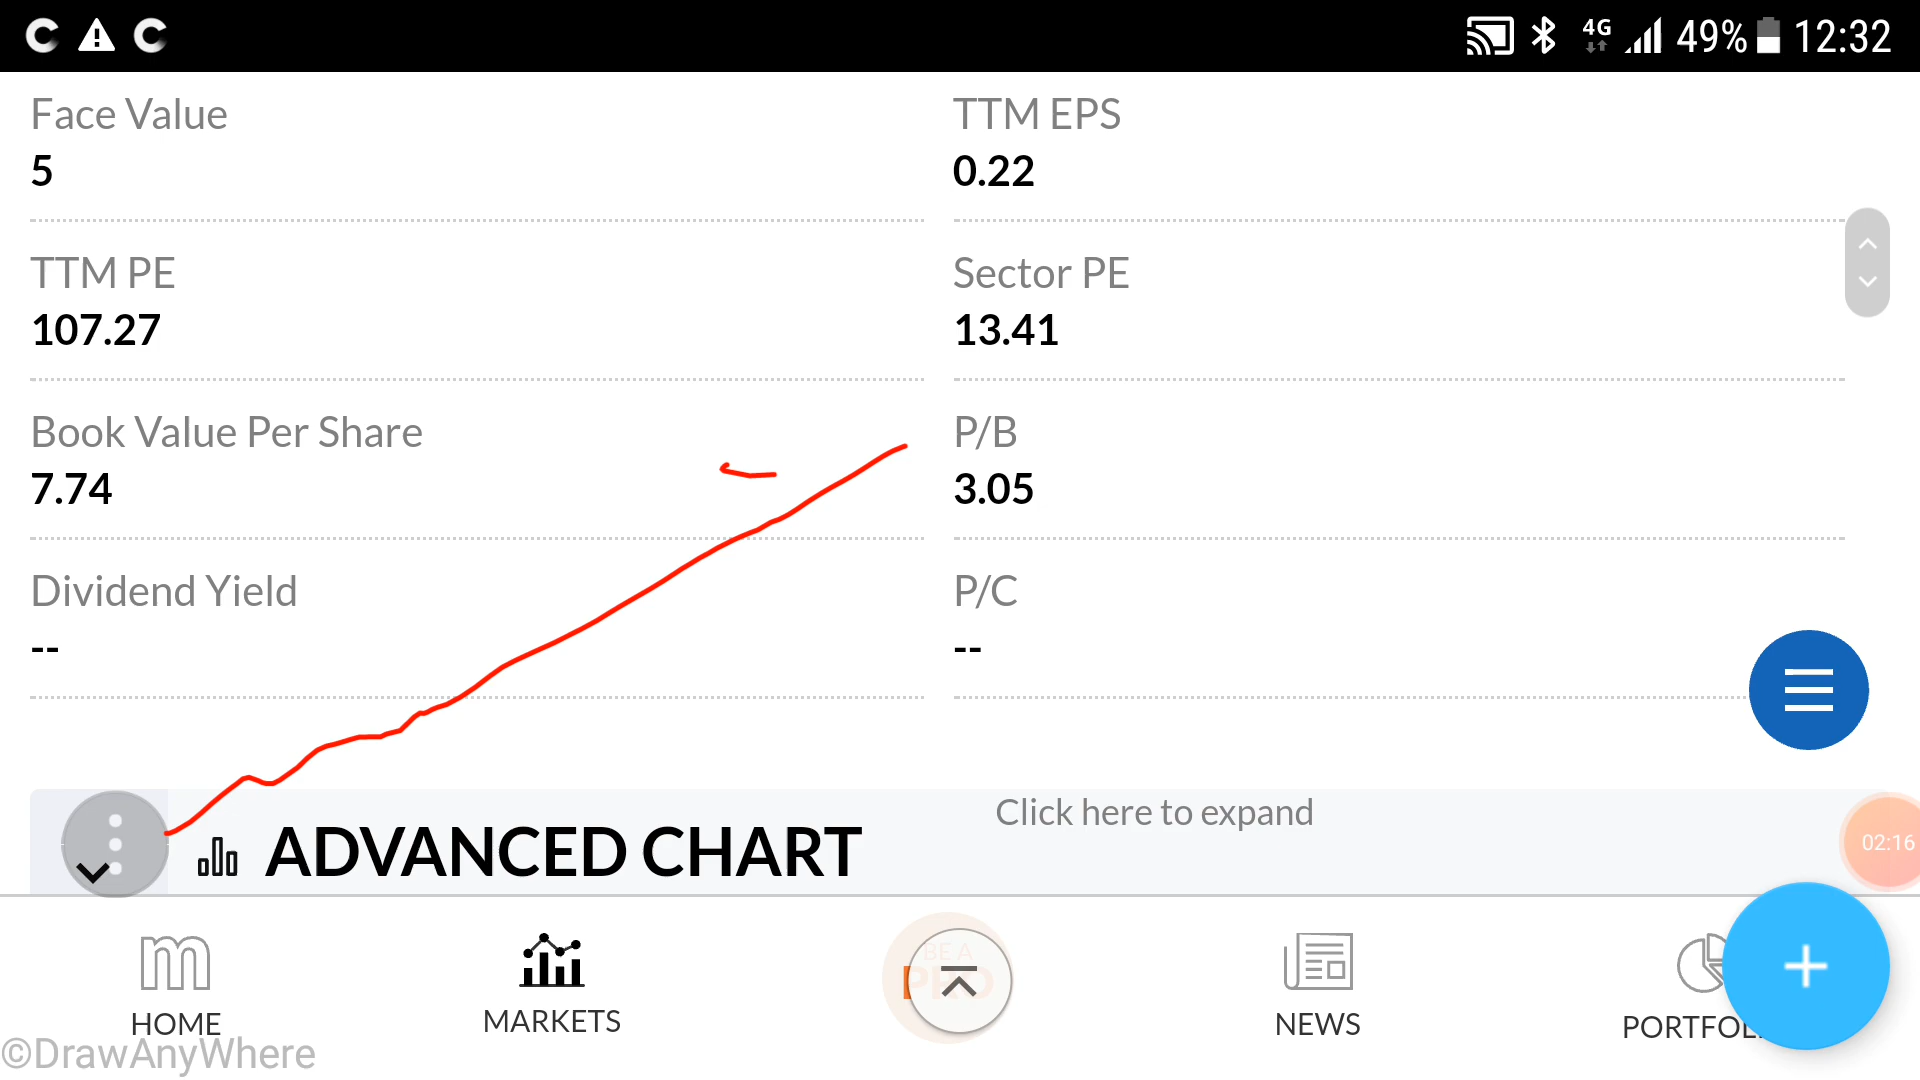 4G 49% 12:32
Face Value
5
TTM EPS
0.22
TTM PE
107.27
Sector PE
13.41
Book Value Per Share
7.74
P/B
3.05
Dividend Yield
--
P/C
--
Click here to expand
ADVANCED CHART
02:16
BE A
PRO
m
HOME
MARKETS
NEWS
©DrawAnyWhere